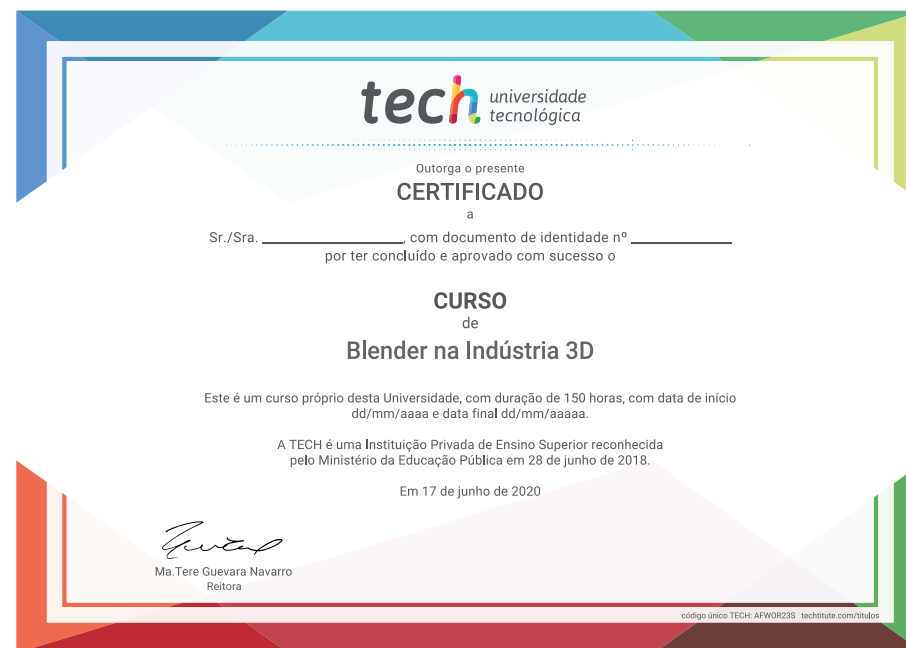 tech universidade
tecnológica
Outorga o presente
CERTIFICADO
a
Sr./Sra. ________________, com documento de identidade nº ____________
por ter concluído e aprovado com sucesso o
CURSO
de
Blender na Indústria 3D
Este é um curso próprio desta Universidade, com duração de 150 horas, com data de início
dd/mm/aaaa e data final dd/mm/aaaaa.
A TECH é uma Instituição Privada de Ensino Superior reconhecida
pelo Ministério da Educação Pública em 28 de junho de 2018.
Em 17 de junho de 2020
Ma.Tere Guevara Navarro
Reitora
código único TECH: AFWOR23S techtitute.com/titulos